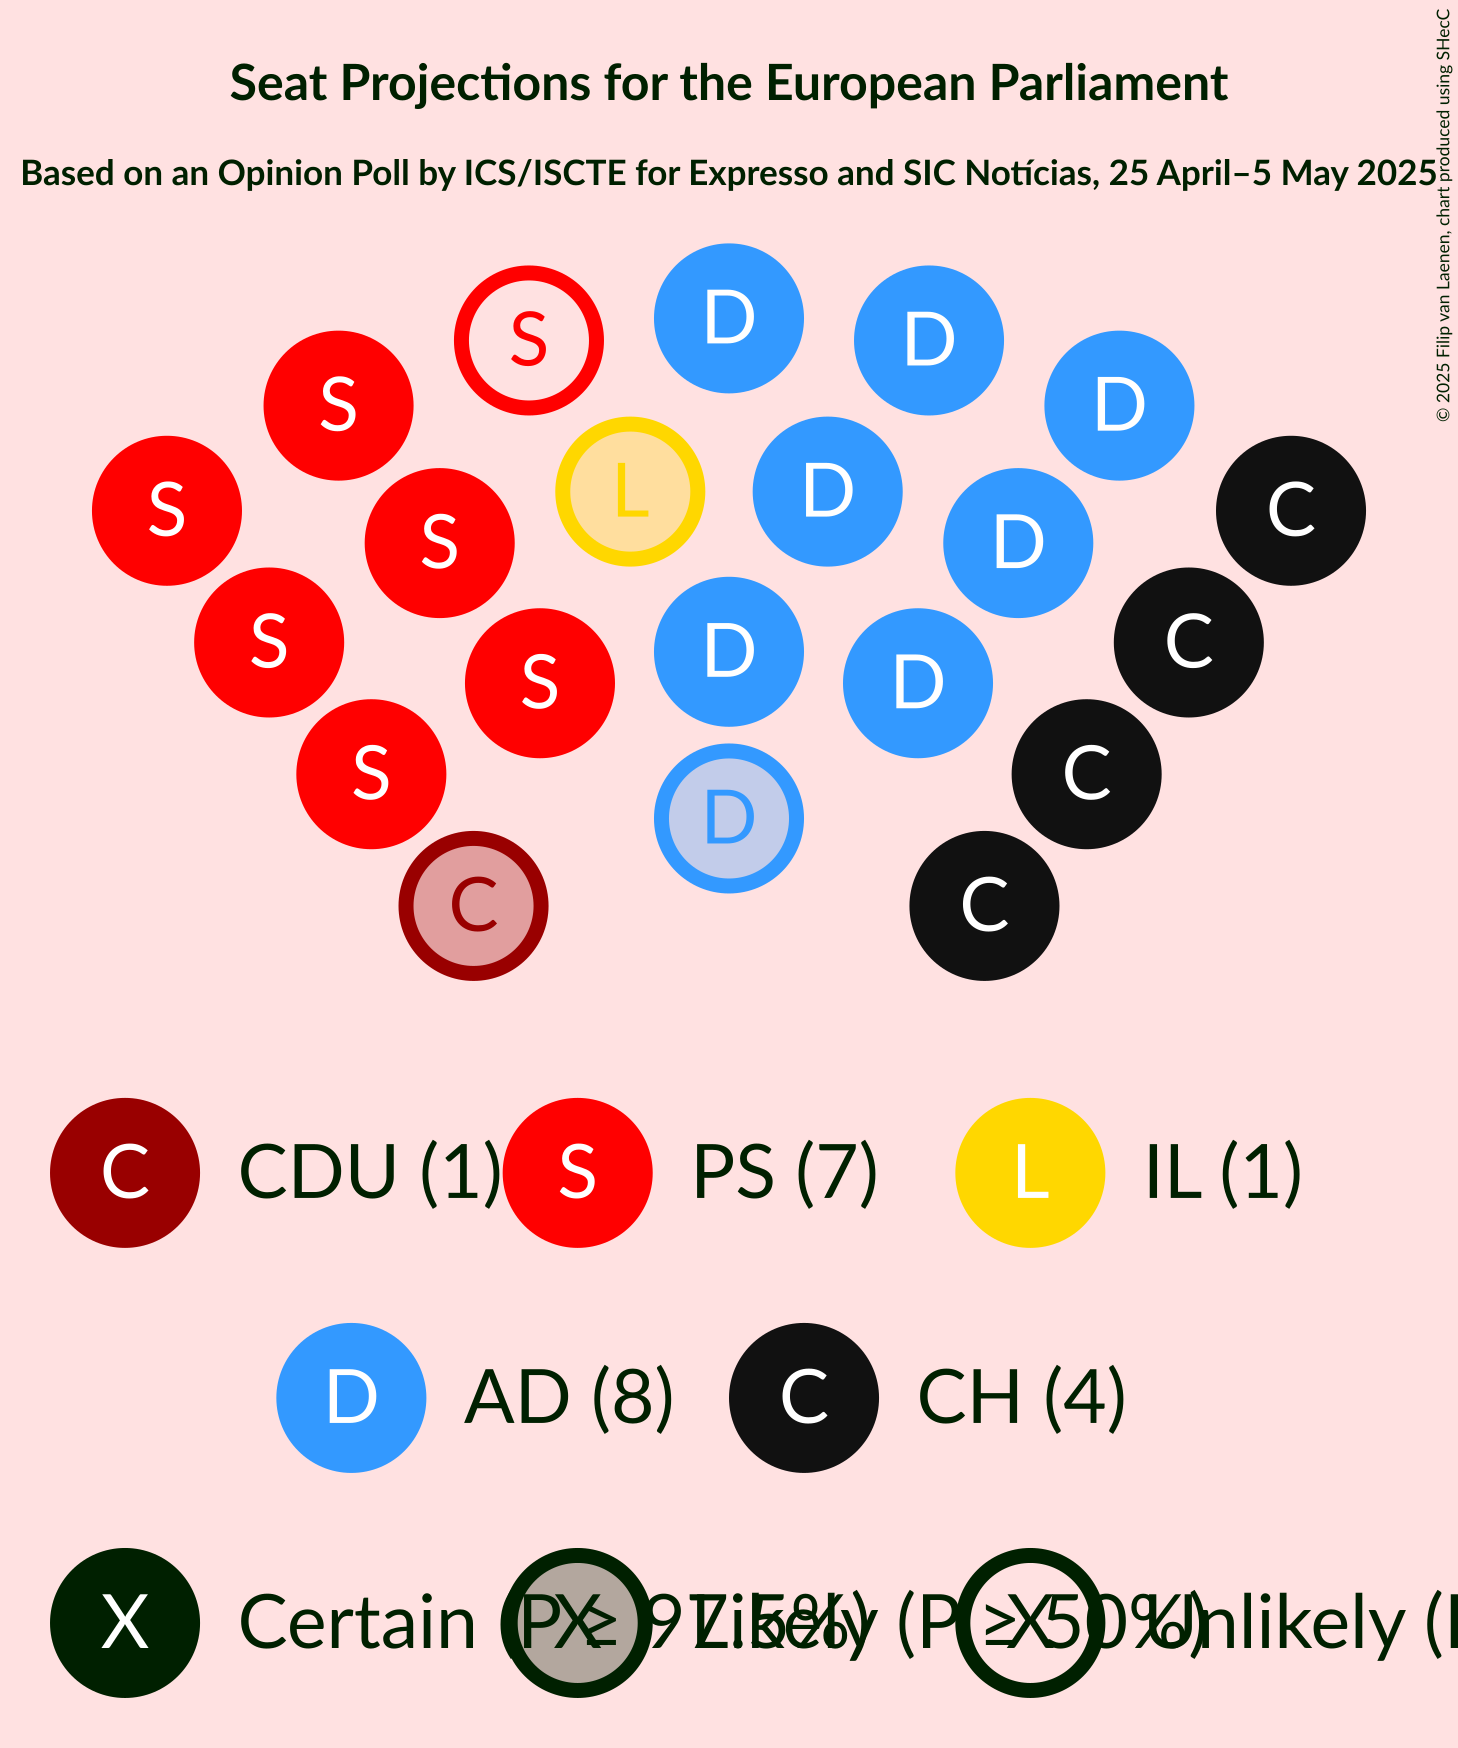 Seat Projections for the European Parliament
Based on an Opinion Poll by ICS/ISCTE for Expresso and SIC Notícias, 25 April–5 May 2025
© 2025 Filip van Laenen, chart produced using SHecC
D
S D
S D
S L D C
S D
S D C
S D
S C
D
C C
C CDU (1) S PS (7) L IL (1)
D AD (8) C CH (4)
X Certain (P ≥ 97.5%) X Likely (P ≥ 50%) X Unlikely (